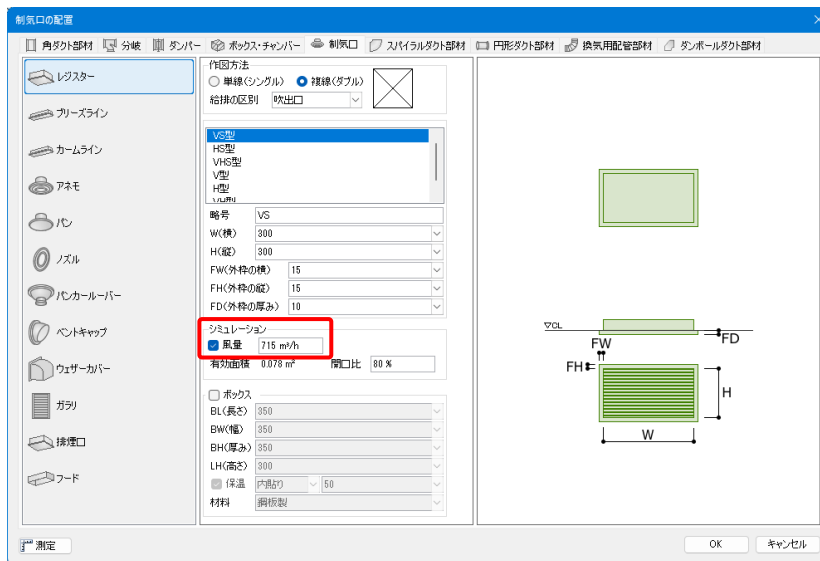 制気口の配置
角ダクト部材 分岐 ダンパー ボックス・チャンバー 制気口 スパイラルダクト部材 円形ダクト部材 換気用配管部材 ダンボールダクト部材
レジスター
ブリーズライン
カームライン
アネモ
パン
ノズル
パンカールーバー
ベントキャップ
ウェザーカバー
ガラリ
排煙口
フード
作図方法
単線(シングル) 複線(ダブル)
給排の区別 吹出口
VS型
HS型
VHS型
V型
H型
VH型
略号 VS
W(横) 300
H(縦) 300
FW(外枠の横) 15
FH(外枠の縦) 15
FD(外枠の厚み) 10
シミュレーション
風量 715 m³/h
有効面積 0.078 m² 開口比 80 %
ボックス
BL(長さ) 350
BW(幅) 350
BH(厚み) 350
LH(高さ) 300
保温 内貼り 50
材料 鋼板製
▽CL
FD
FW
FH
H
W
測定
OK キャンセル